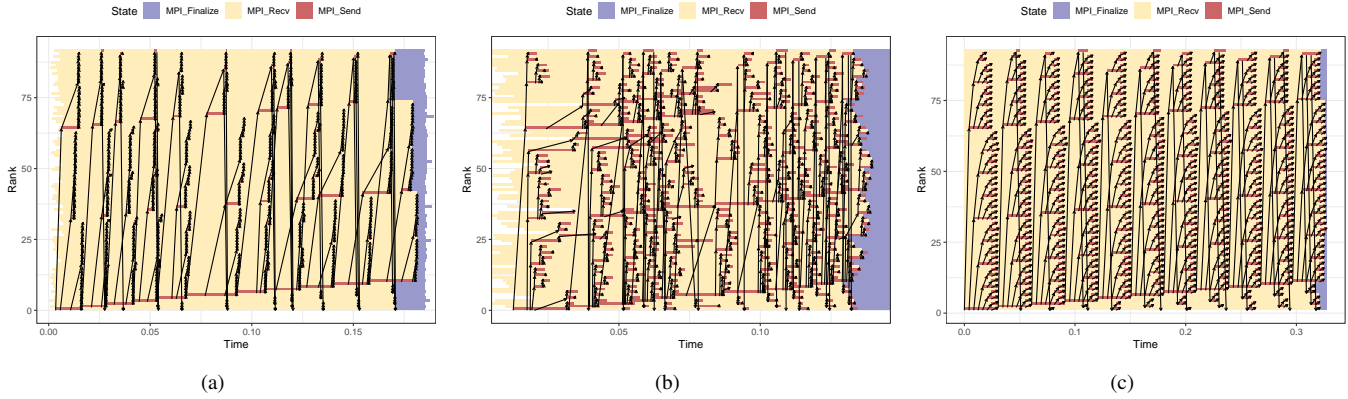 State MPI_Finalize MPI_Recv MPI_Send
Rank
75
50
25
0
0.00 0.05 0.10 0.15
Time
(a)
State MPI_Finalize MPI_Recv MPI_Send
Rank
75
50
25
0
0.05 0.10
Time
(b)
State MPI_Finalize MPI_Recv MPI_Send
Rank
75
50
25
0
0.0 0.1 0.2 0.3
Time
(c)